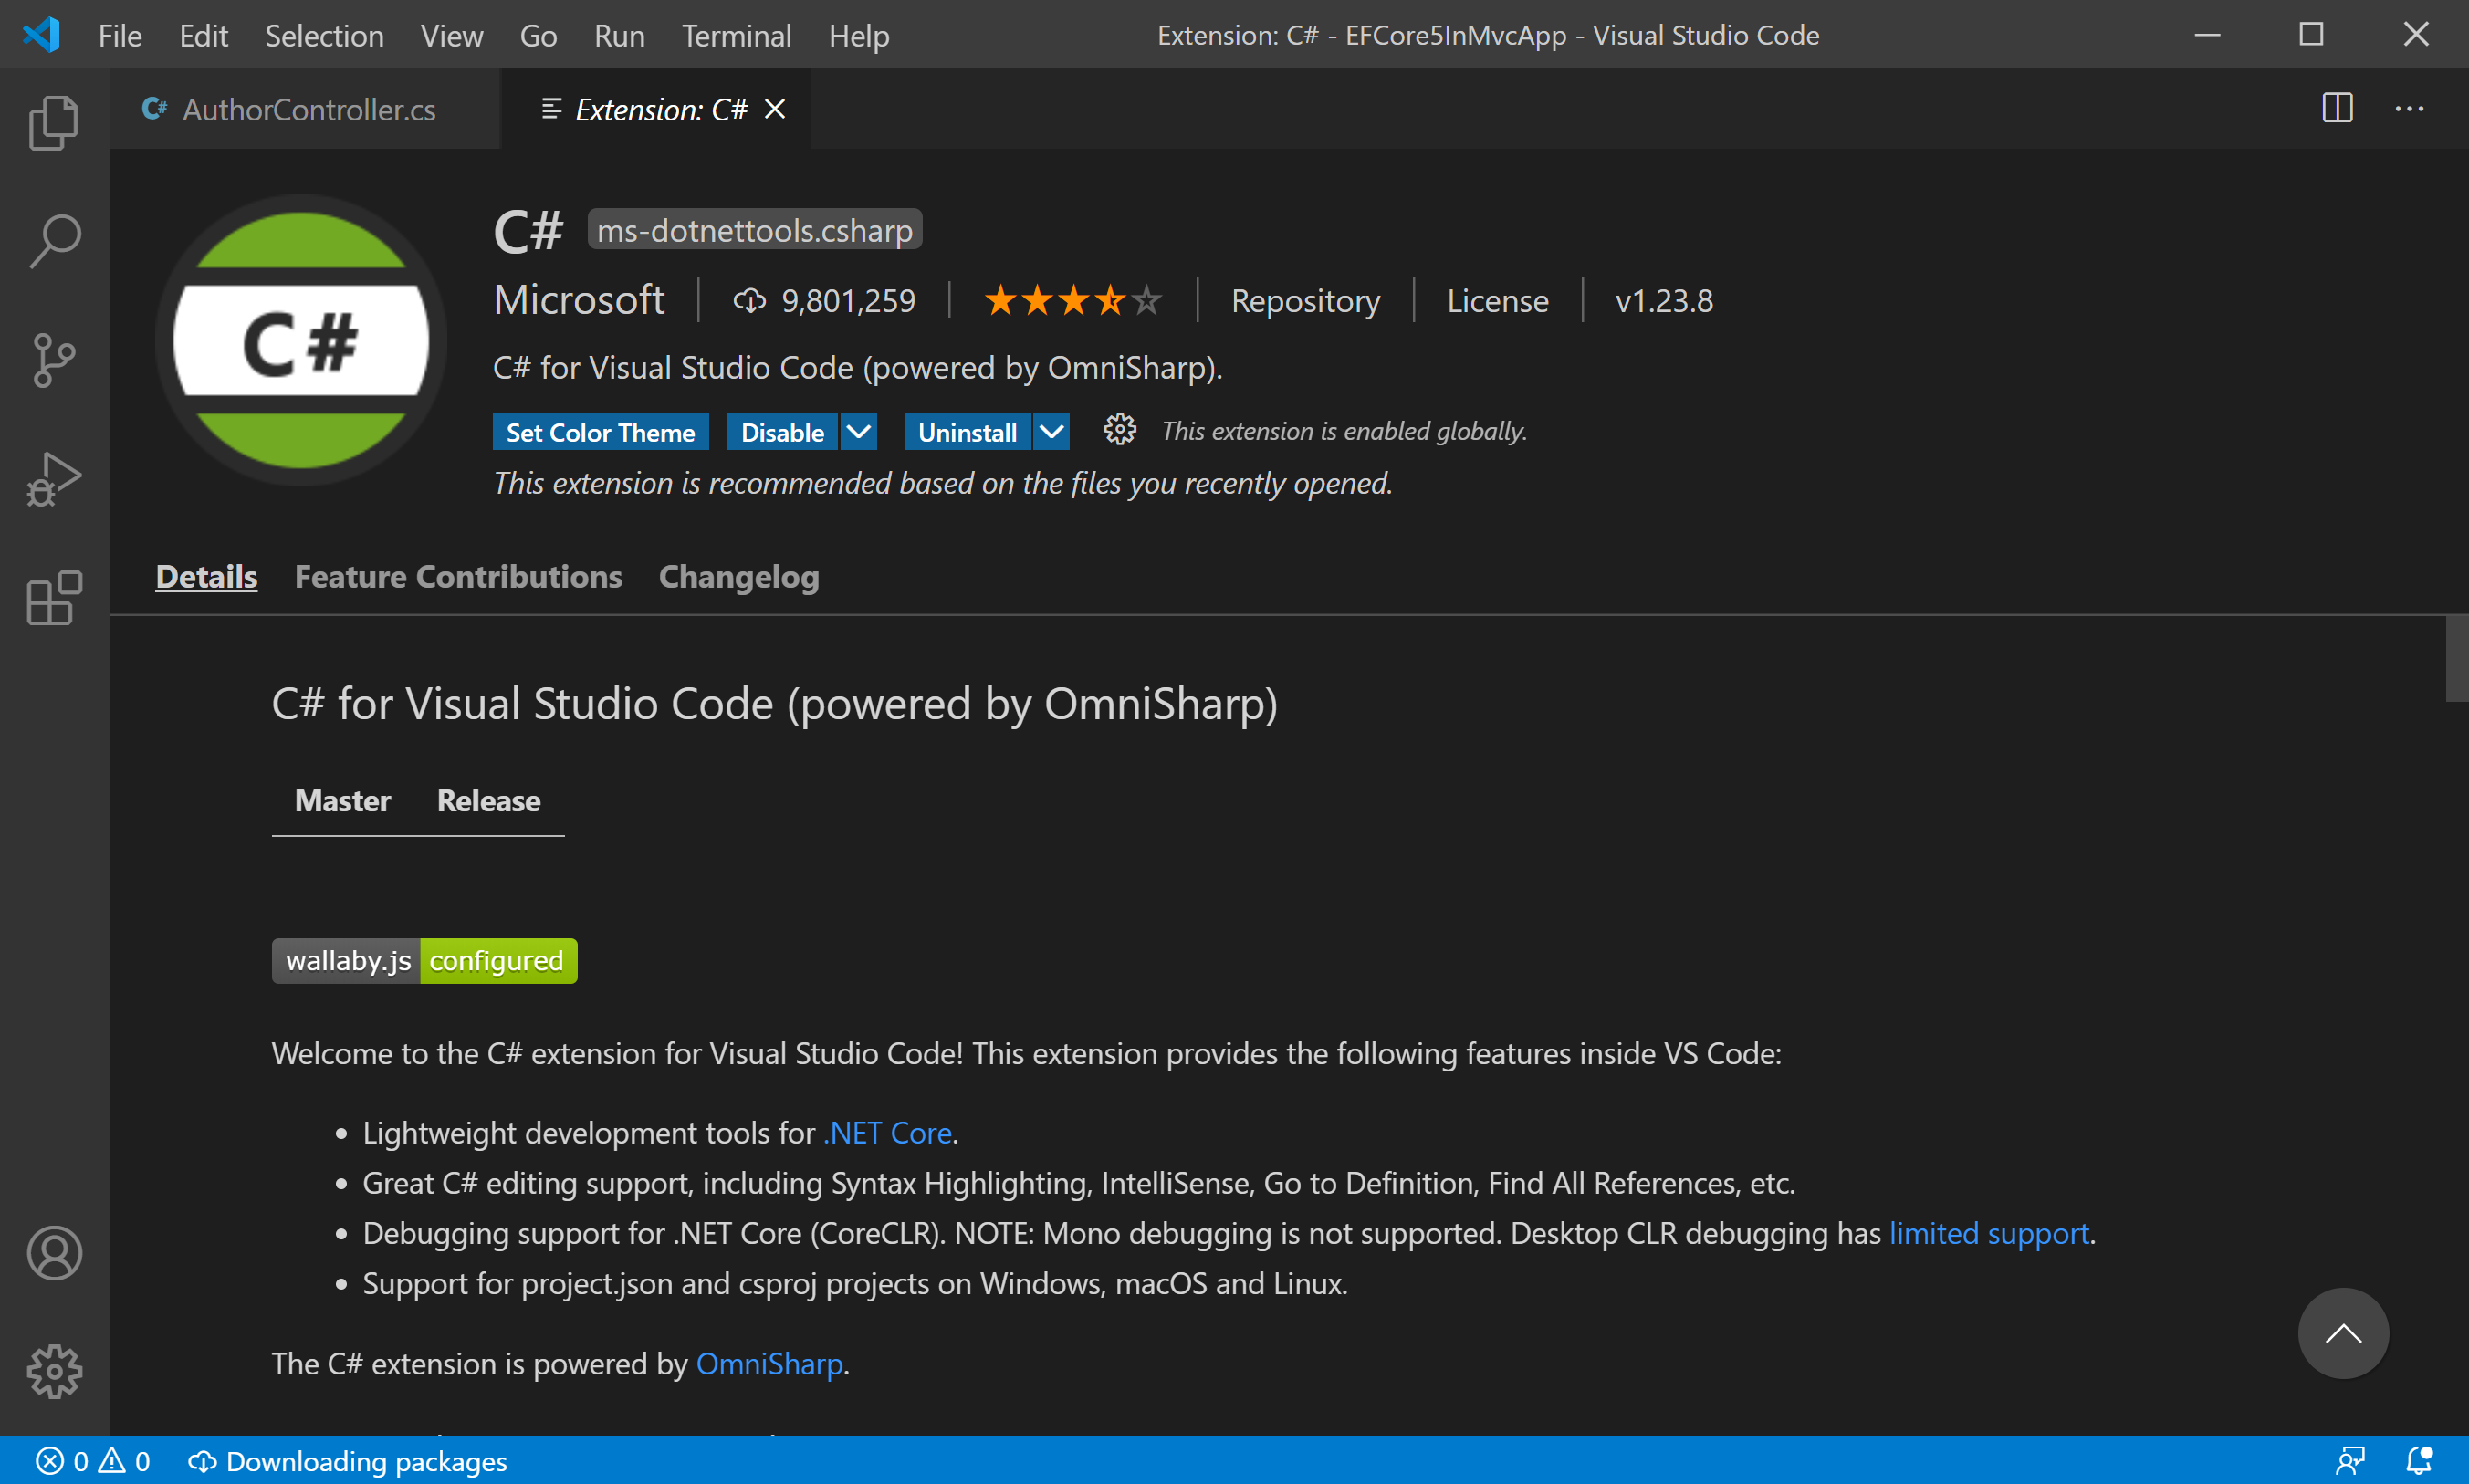 File Edit Selection View Go Run Terminal Help Extension: C# - EFCore5InMvcApp - Visual Studio Code
C# AuthorController.cs Extension: C#
C# ms-dotnettools.csharp
Microsoft 9,801,259 Repository License v1.23.8
C#
C# for Visual Studio Code (powered by OmniSharp).
Set Color Theme Disable Uninstall This extension is enabled globally.
This extension is recommended based on the files you recently opened.
Details Feature Contributions Changelog
C# for Visual Studio Code (powered by OmniSharp)
Master Release
wallaby.js configured
Welcome to the C# extension for Visual Studio Code! This extension provides the following features inside VS Code:
• Lightweight development tools for .NET Core.
• Great C# editing support, including Syntax Highlighting, IntelliSense, Go to Definition, Find All References, etc.
• Debugging support for .NET Core (CoreCLR). NOTE: Mono debugging is not supported. Desktop CLR debugging has limited support.
• Support for project.json and csproj projects on Windows, macOS and Linux.
The C# extension is powered by OmniSharp.
0 0 Downloading packages